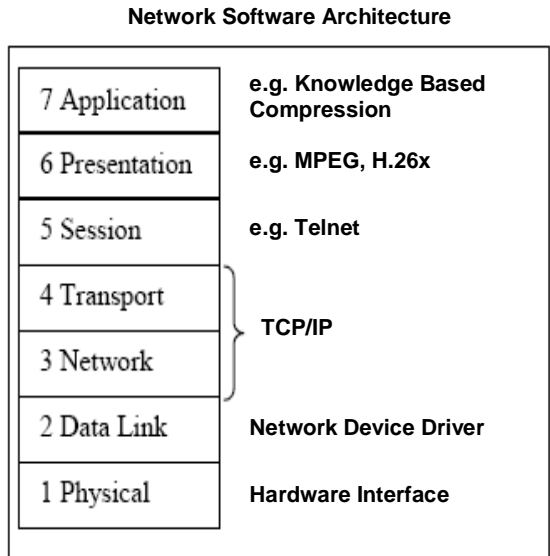 Network Software Architecture
7 Application
e.g. Knowledge Based
Compression
6 Presentation
e.g. MPEG, H.26x
5 Session
e.g. Telnet
4 Transport
TCP/IP
3 Network
2 Data Link
Network Device Driver
1 Physical
Hardware Interface